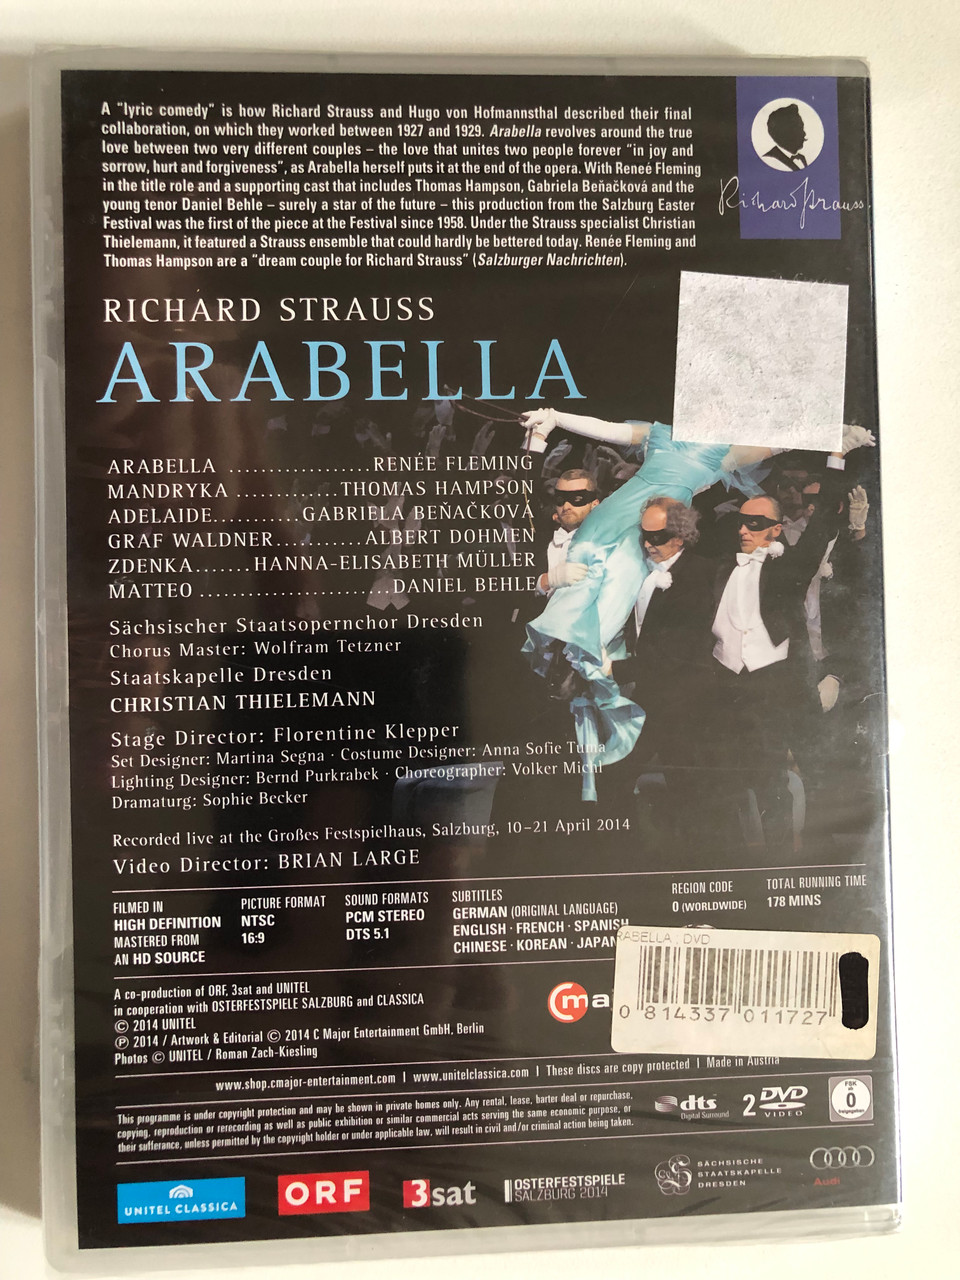 A "lyric comedy" is how Richard Strauss and Hugo von Hofmannsthal described their final
collaboration, on which they worked between 1927 and 1929. Arabella revolves around the true
love between two very different couples – the love that unites two people forever "in joy and
sorrow, hurt and forgiveness", as Arabella herself puts it at the end of the opera. With Reneé Fleming
in the title role and a supporting cast that includes Thomas Hampson, Gabriela Beňačková and the
young tenor Daniel Behle – surely a star of the future – this production from the Salzburg Easter
Festival was the first of the piece at the Festival since 1958. Under the Strauss specialist Christian
Thielemann, it featured a Strauss ensemble that could hardly be bettered today. Renée Fleming and
Thomas Hampson are a "dream couple for Richard Strauss" (Salzburger Nachrichten).
Richard Strauss
RICHARD STRAUSS
ARABELLA
ARABELLA ..................RENÉE FLEMING
MANDRYKA .............THOMAS HAMPSON
ADELAIDE...........GABRIELA BEŇAČKOVÁ
GRAF WALDNER...........ALBERT DOHMEN
ZDENKA.......HANNA-ELISABETH MÜLLER
MATTEO ........................DANIEL BEHLE
Sächsischer Staatsopernchor Dresden
Chorus Master: Wolfram Tetzner
Staatskapelle Dresden
CHRISTIAN THIELEMANN
Stage Director: Florentine Klepper
Set Designer: Martina Segna · Costume Designer: Anna Sofie Tuma
Lighting Designer: Bernd Purkrabek · Choreographer: Volker Michl
Dramaturg: Sophie Becker
Recorded live at the Großes Festspielhaus, Salzburg, 10–21 April 2014
Video Director: BRIAN LARGE
FILMED IN
HIGH DEFINITION
MASTERED FROM
AN HD SOURCE
PICTURE FORMAT
NTSC
16:9
SOUND FORMATS
PCM STEREO
DTS 5.1
SUBTITLES
GERMAN (ORIGINAL LANGUAGE)
ENGLISH · FRENCH · SPANISH
CHINESE · KOREAN · JAPAN
REGION CODE
0 (WORLDWIDE)
TOTAL RUNNING TIME
178 MINS
RABELLA ; DVD
0 814337 011727
A co-production of ORF, 3sat and UNITEL
in cooperation with OSTERFESTSPIELE SALZBURG and CLASSICA
© 2014 UNITEL
℗ 2014 / Artwork & Editorial © 2014 C Major Entertainment GmbH, Berlin
Photos © UNITEL / Roman Zach-Kiesling
c ma
www.shop.cmajor-entertainment.com | www.unitelclassica.com | These discs are copy protected | Made in Austria
This programme is under copyright protection and may be shown in private homes only. Any rental, lease, barter deal or repurchase,
copying, reproduction or rerecording as well as public exhibition or similar commercial acts serving the same economic purpose, or
their sufferance, unless permitted by the copyright holder or under applicable law, will result in civil and/or criminal action being taken.
dts
Digital Surround
2 DVD
VIDEO
FSK
ab
0
freigegeben
UNITEL CLASSICA
ORF
3sat
OSTERFESTSPIELE
SALZBURG 2014
SÄCHSISCHE
STAATSKAPELLE
DRESDEN
Audi